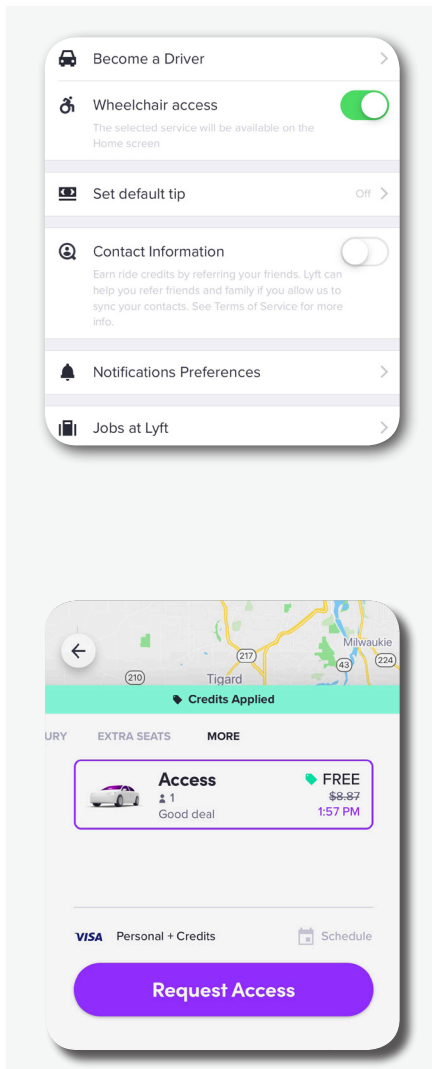 Become a Driver
Wheelchair access
The selected service will be available on the
Home screen
Set default tip
Off
Contact Information
Earn ride credits by referring your friends. Lyft can
help you refer friends and family if you allow us to
sync your contacts. See Terms of Service for more
info.
Notifications Preferences
Jobs at Lyft
Milwaukie
217
43
224
210
Tigard
Credits Applied
URY EXTRA SEATS MORE
Access FREE
1 $8.87
Good deal 1:57 PM
VISA Personal + Credits Schedule
Request Access